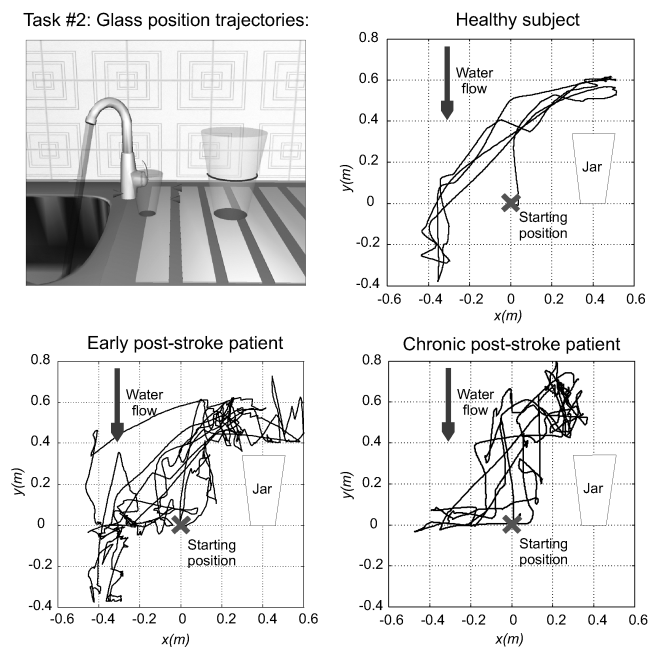 Task #2: Glass position trajectories:
Healthy subject
0.8
0.6
0.4
0.2
0
-0.2
-0.4
y(m)
Water
flow
Jar
Starting
position
-0.6 -0.4 -0.2 0 0.2 0.4 0.6
x(m)
Early post-stroke patient
0.8
0.6
0.4
0.2
0
-0.2
-0.4
y(m)
Water
flow
Jar
Starting
position
-0.6 -0.4 -0.2 0 0.2 0.4 0.6
x(m)
Chronic post-stroke patient
0.8
0.6
0.4
0.2
0
-0.2
-0.4
y(m)
Water
flow
Jar
Starting
position
-0.6 -0.4 -0.2 0 0.2 0.4 0.6
x(m)